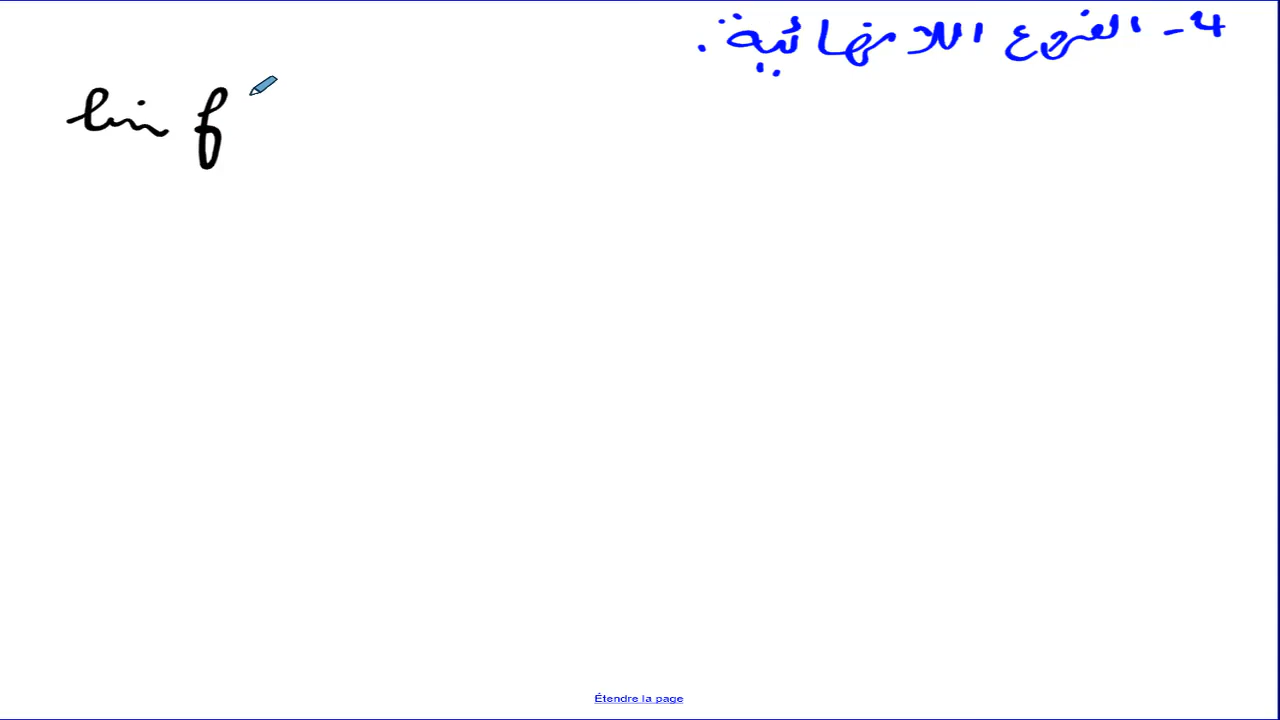 4- الفروع اللانهائية.
lim f
Étendre la page